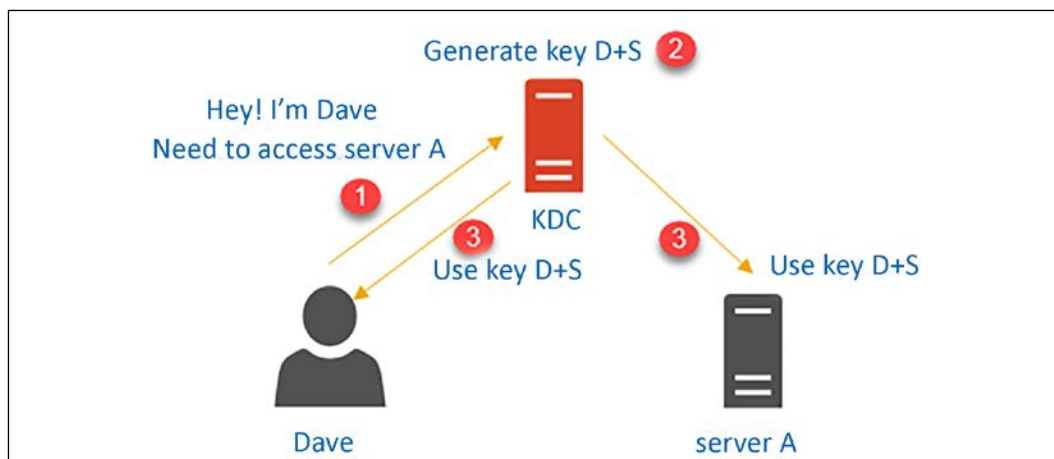 Generate key D+S 2
Hey! I'm Dave
Need to access server A
1
KDC
3
Use key D+S
3
Use key D+S
Dave
server A